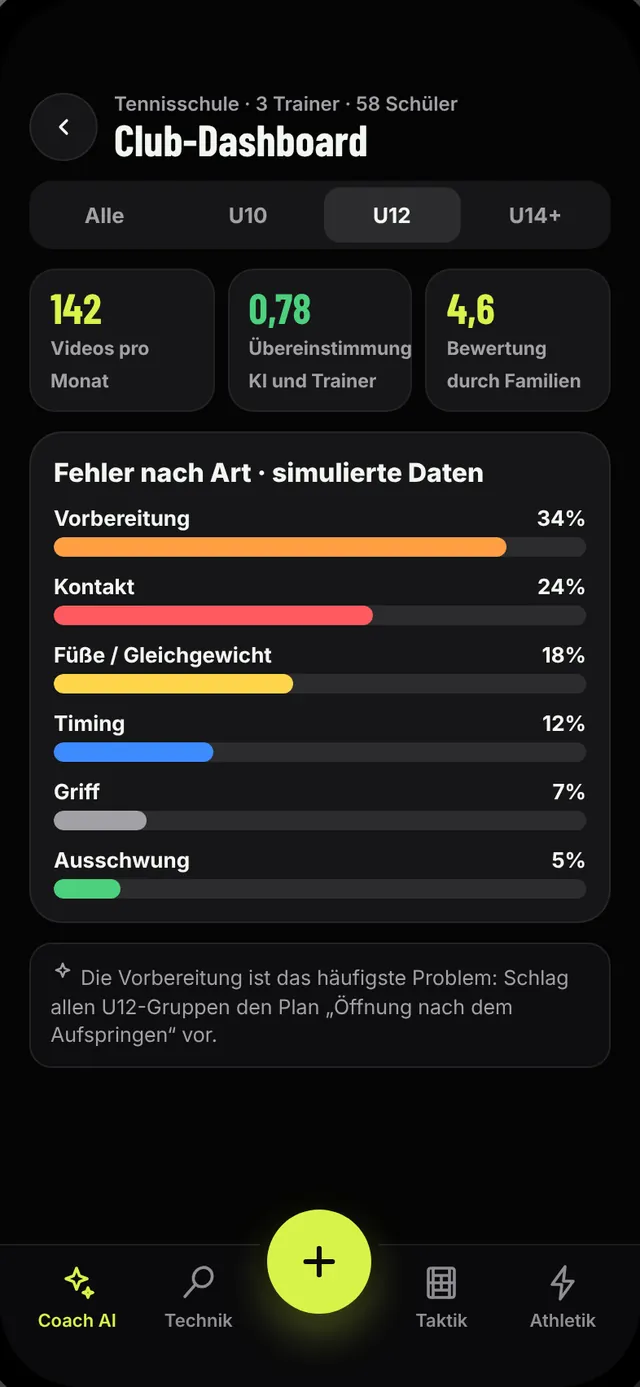 Tennisschule · 3 Trainer · 58 Schüler
Club-Dashboard
Alle
U10
U12
U14+
142
Videos pro
Monat
0,78
Übereinstimmung
KI und Trainer
4,6
Bewertung
durch Familien
Fehler nach Art · simulierte Daten
Vorbereitung 34%
Kontakt 24%
Füße / Gleichgewicht 18%
Timing 12%
Griff 7%
Ausschwung 5%
Die Vorbereitung ist das häufigste Problem: Schlag
allen U12-Gruppen den Plan „Öffnung nach dem
Aufspringen“ vor.
Coach AI
Technik
Taktik
Athletik